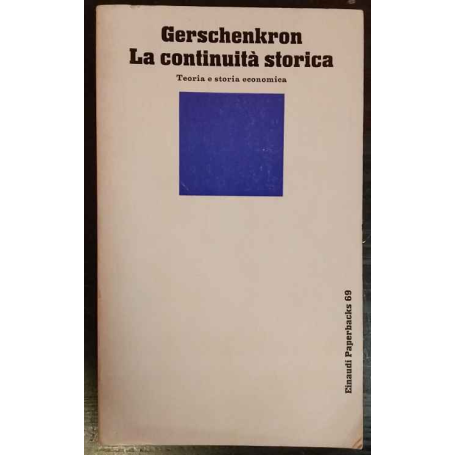 Gerschenkron
La continuità storica
Teoria e storia economica
Einaudi Paperbacks 69